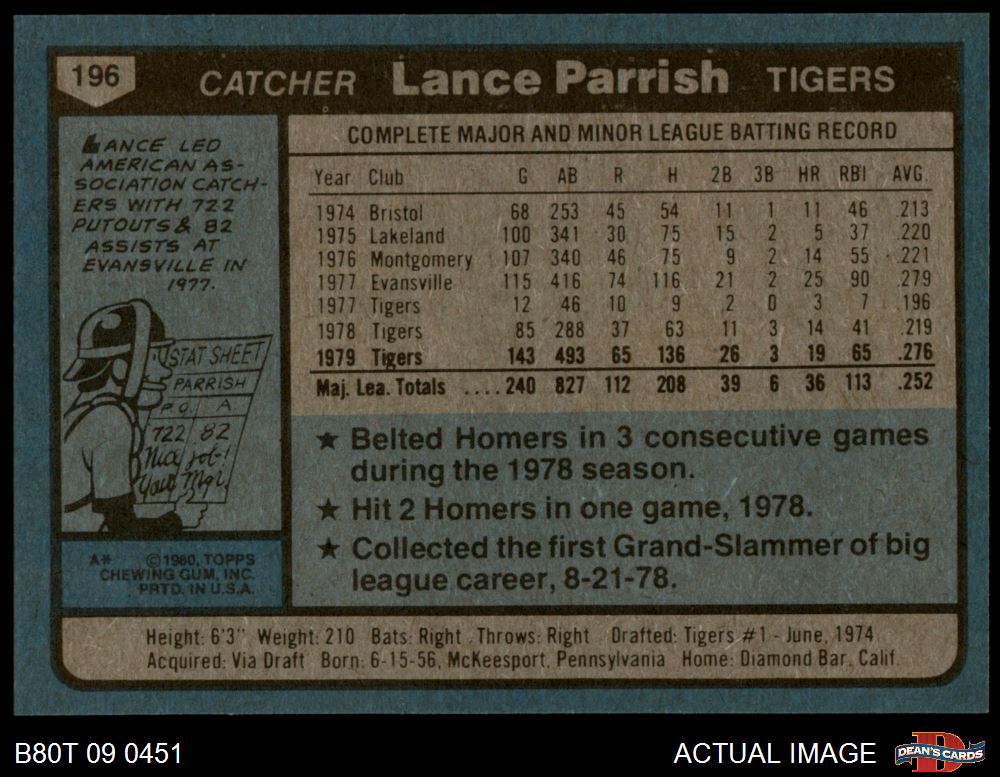 196 CATCHER Lance Parrish TIGERS
LANCE LED
AMERICAN AS-
SOCIATION CATCH-
ERS WITH 722
PUTOUTS & 82
ASSISTS AT
EVANSVILLE IN
1977.
STAT SHEET
PARRISH
P.O. A
722 82
Nice job!
Your Mgr.
A* © 1980, TOPPS
CHEWING GUM, INC.
PRTD. IN U.S.A.
COMPLETE MAJOR AND MINOR LEAGUE BATTING RECORD
Year Club G AB R H 2B 3B HR RBI AVG.
1974 Bristol 68 253 45 54 11 1 11 46 .213
1975 Lakeland 100 341 30 75 15 2 5 37 .220
1976 Montgomery 107 340 46 75 9 2 14 55 .221
1977 Evansville 115 416 74 116 21 2 25 90 .279
1977 Tigers 12 46 10 9 2 0 3 7 .196
1978 Tigers 85 288 37 63 11 3 14 41 .219
1979 Tigers 143 493 65 136 26 3 19 65 .276
Maj. Lea. Totals ....240 827 112 208 39 6 36 113 .252
★ Belted Homers in 3 consecutive games
during the 1978 season.
★ Hit 2 Homers in one game, 1978.
★ Collected the first Grand-Slammer of big
league career, 8-21-78.
Height: 6'3" Weight: 210 Bats: Right Throws: Right Drafted: Tigers #1 - June, 1974
Acquired: Via Draft Born: 6-15-56, McKeesport, Pennsylvania Home: Diamond Bar, Calif.
B80T 09 0451 ACTUAL IMAGE DEAN'S CARDS